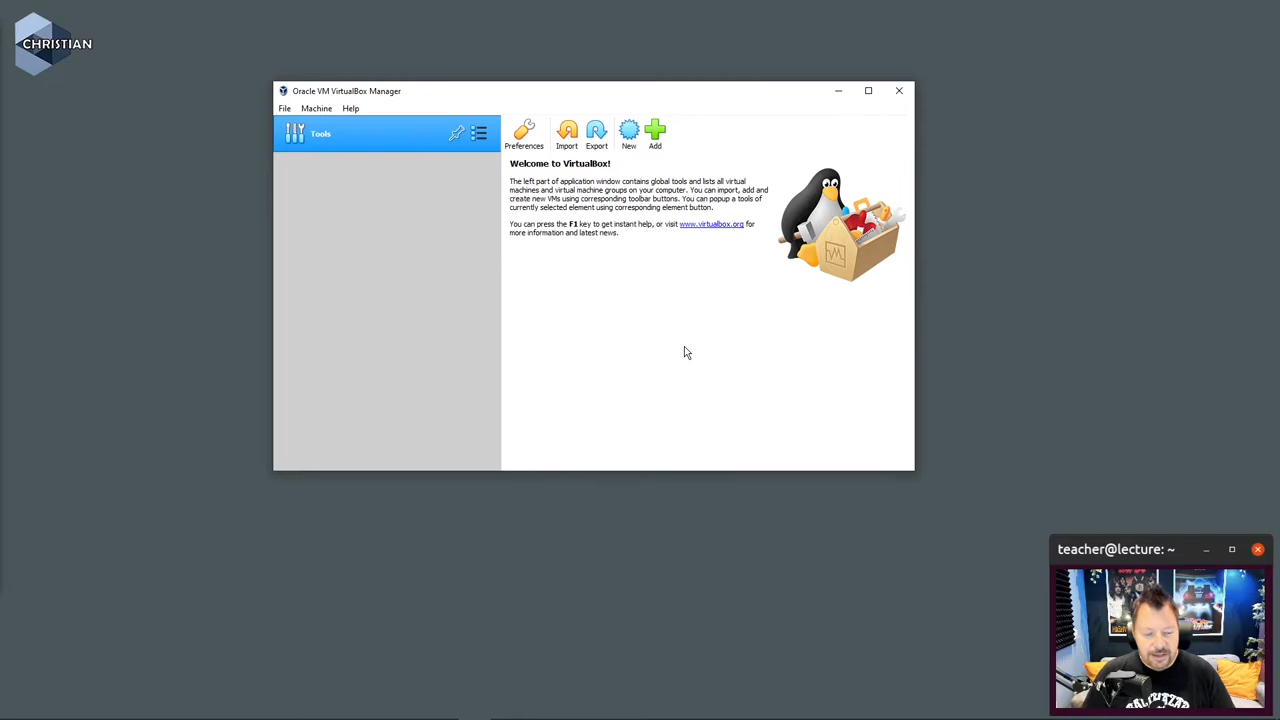 CHRISTIAN
Oracle VM VirtualBox Manager
File Machine Help
Tools
Preferences Import Export New Add
Welcome to VirtualBox!
The left part of application window contains global tools and lists all virtual
machines and virtual machine groups on your computer. You can import, add and
create new VMs using corresponding toolbar buttons. You can popup a tools of
currently selected element using corresponding element button.
You can press the F1 key to get instant help, or visit www.virtualbox.org for
more information and latest news.
teacher@lecture: ~